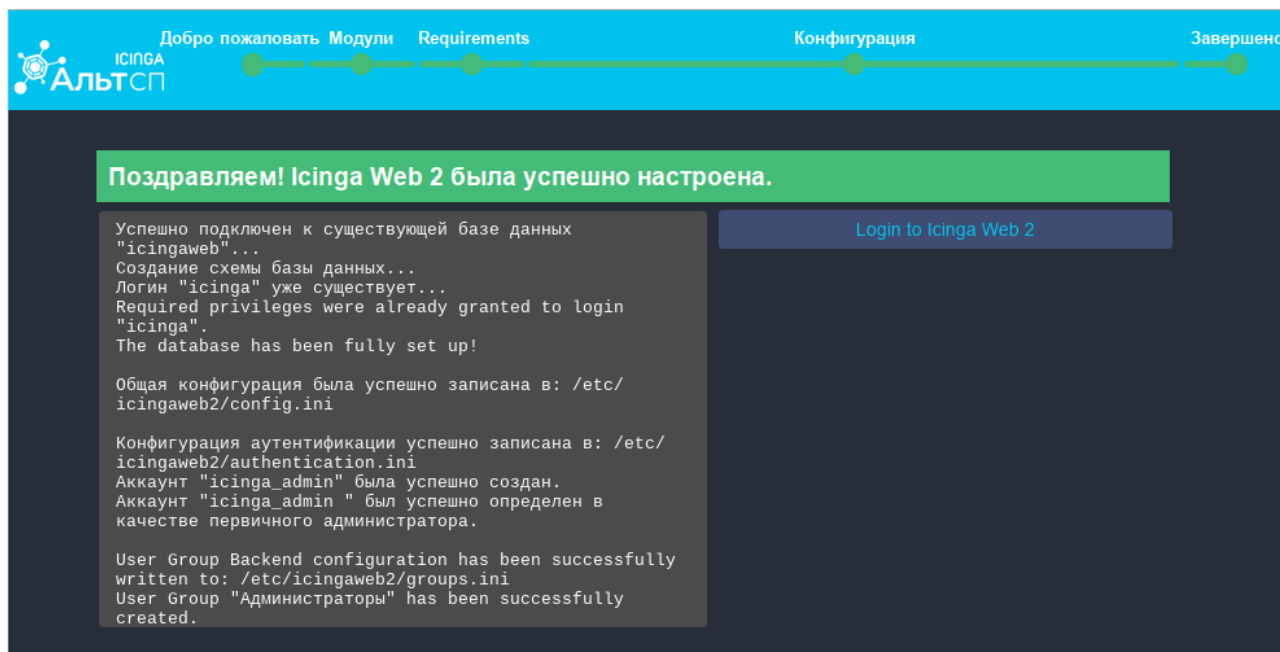 Добро пожаловать Модули Requirements Конфигурация Завершено
ICINGA
Альт СП
Поздравляем! Icinga Web 2 была успешно настроена.
Успешно подключен к существующей базе данных
"icingaweb"...
Создание схемы базы данных...
Логин "icinga" уже существует...
Required privileges were already granted to login
"icinga".
The database has been fully set up!
Общая конфигурация была успешно записана в: /etc/
icingaweb2/config.ini
Конфигурация аутентификации успешно записана в: /etc/
icingaweb2/authentication.ini
Аккаунт "icinga_admin" была успешно создан.
Аккаунт "icinga_admin " был успешно определен в
качестве первичного администратора.
User Group Backend configuration has been successfully
written to: /etc/icingaweb2/groups.ini
User Group "Администраторы" has been successfully
created.
Login to Icinga Web 2